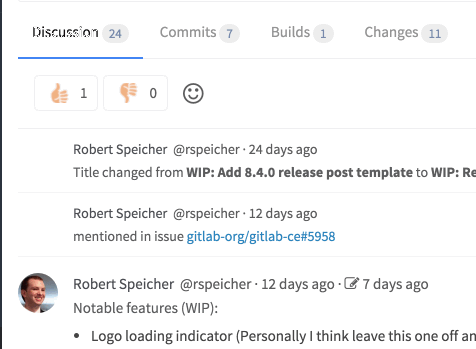 Discussion 24 Commits 7 Builds 1 Changes 11
1 0
Robert Speicher @rspeicher · 24 days ago
Title changed from WIP: Add 8.4.0 release post template to WIP: Re
Robert Speicher @rspeicher · 12 days ago
mentioned in issue gitlab-org/gitlab-ce#5958
Robert Speicher @rspeicher · 12 days ago · 7 days ago
Notable features (WIP):
• Logo loading indicator (Personally I think leave this one off an